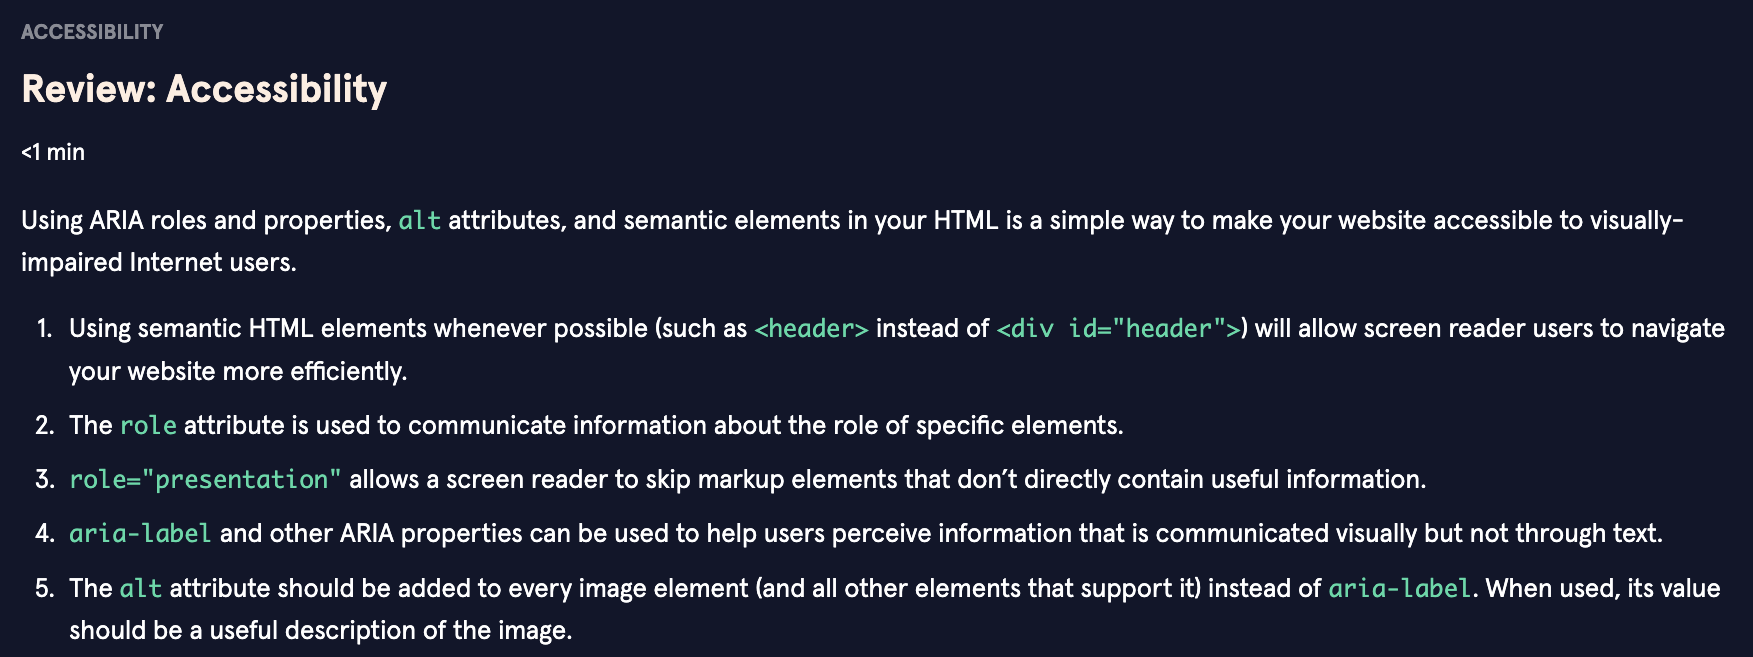 ACCESSIBILITY
Review: Accessibility
<1 min
Using ARIA roles and properties, alt attributes, and semantic elements in your HTML is a simple way to make your website accessible to visually-
impaired Internet users.
1. Using semantic HTML elements whenever possible (such as <header> instead of <div id="header">) will allow screen reader users to navigate
your website more efficiently.
2. The role attribute is used to communicate information about the role of specific elements.
3. role="presentation" allows a screen reader to skip markup elements that don’t directly contain useful information.
4. aria-label and other ARIA properties can be used to help users perceive information that is communicated visually but not through text.
5. The alt attribute should be added to every image element (and all other elements that support it) instead of aria-label. When used, its value
should be a useful description of the image.